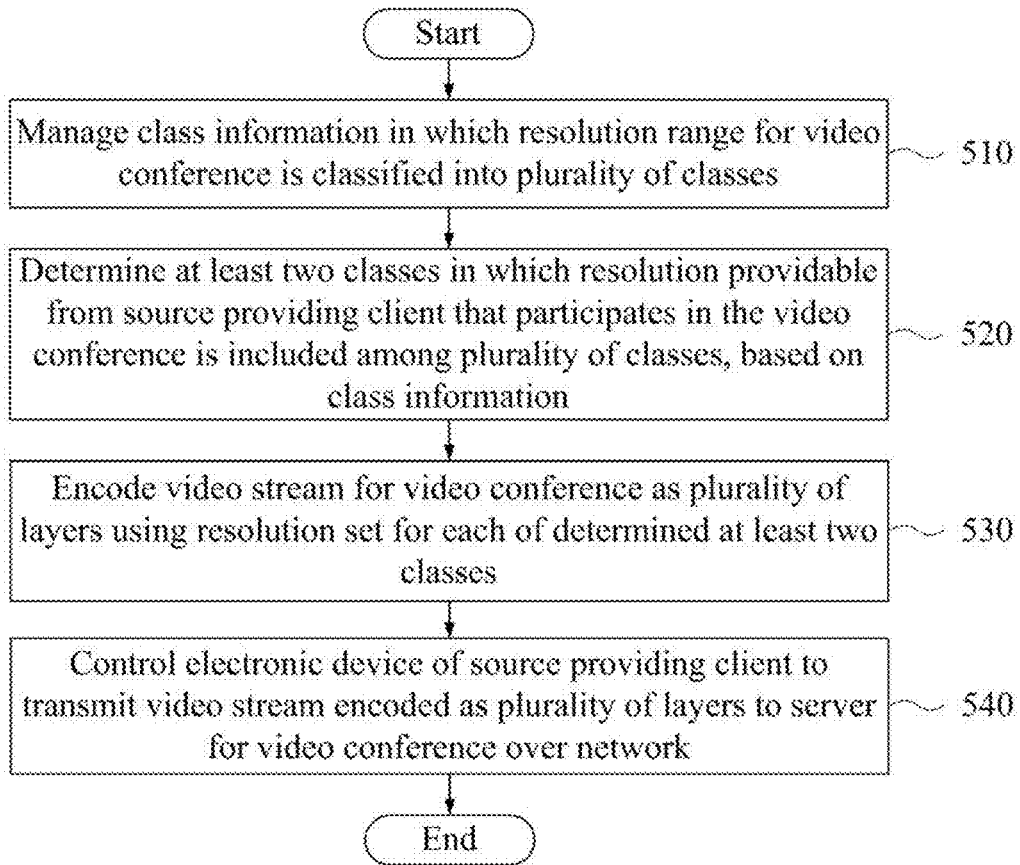 Start
Manage class information in which resolution range for video
conference is classified into plurality of classes
510
Determine at least two classes in which resolution providable
from source providing client that participates in the video
conference is included among plurality of classes, based on
class information
520
Encode video stream for video conference as plurality of
layers using resolution set for each of determined at least two
classes
530
Control electronic device of source providing client to
transmit video stream encoded as plurality of layers to server
for video conference over network
540
End